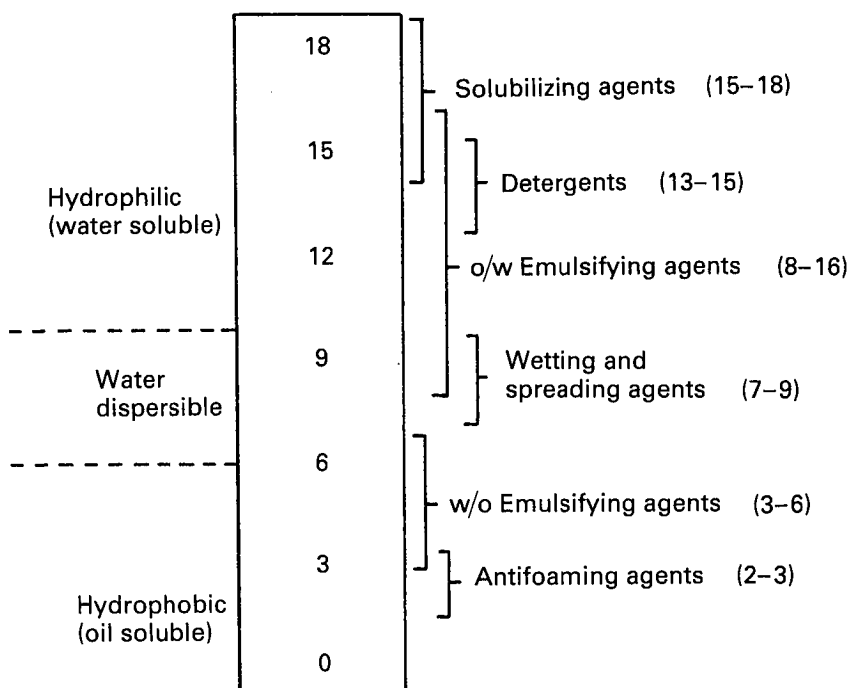 18
Solubilizing agents (15–18)
15
Detergents (13–15)
Hydrophilic
(water soluble)
12
o/w Emulsifying agents (8–16)
9
Wetting and
spreading agents (7–9)
Water
dispersible
6
w/o Emulsifying agents (3–6)
3
Antifoaming agents (2–3)
Hydrophobic
(oil soluble)
0